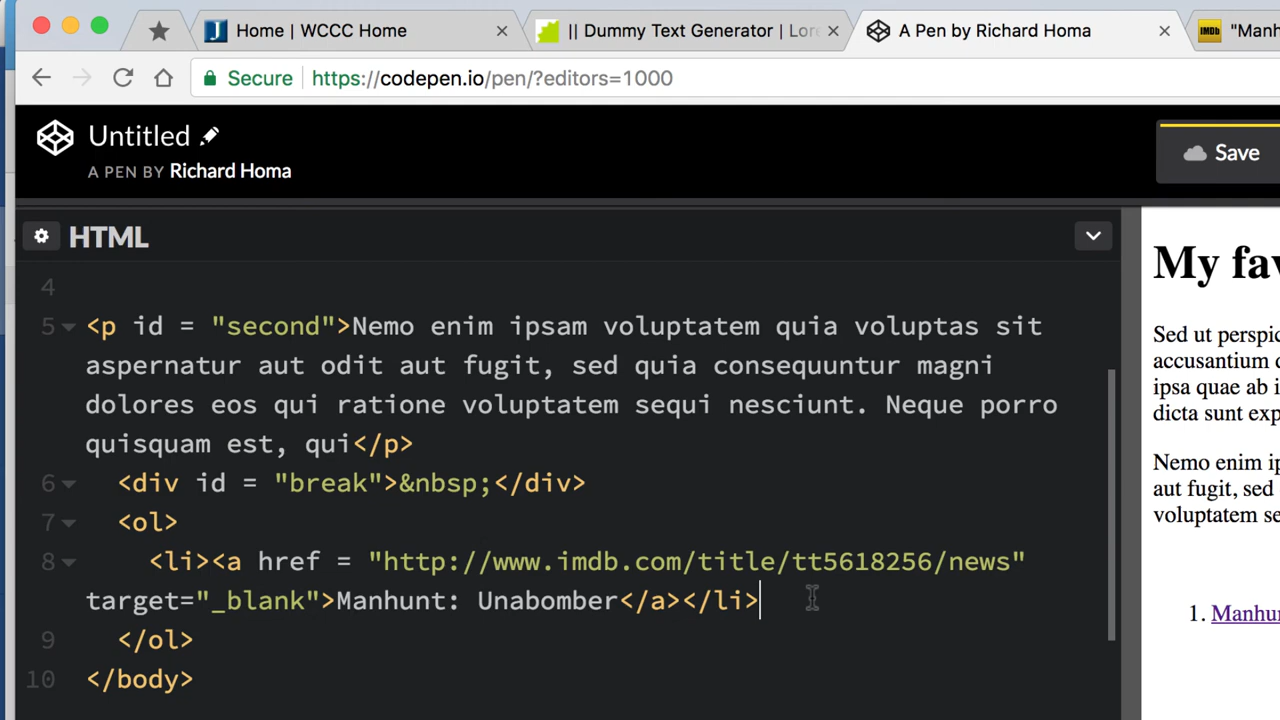 Home | WCCC Home
|| Dummy Text Generator | Lore
A Pen by Richard Homa
IMDb "Manh
Secure https://codepen.io/pen/?editors=1000
Untitled
A PEN BY Richard Homa
Save
HTML
4
5 <p id = "second">Nemo enim ipsam voluptatem quia voluptas sit
aspernatur aut odit aut fugit, sed quia consequuntur magni
dolores eos qui ratione voluptatem sequi nesciunt. Neque porro
quisquam est, qui</p>
6 <div id = "break">&nbsp;</div>
7 <ol>
8 <li><a href = "http://www.imdb.com/title/tt5618256/news"
target="_blank">Manhunt: Unabomber</a></li>
9 </ol>
10 </body>
My fav
Sed ut perspic
accusantium d
ipsa quae ab i
dicta sunt exp
Nemo enim ip
aut fugit, sed
voluptatem se
1. Manhun